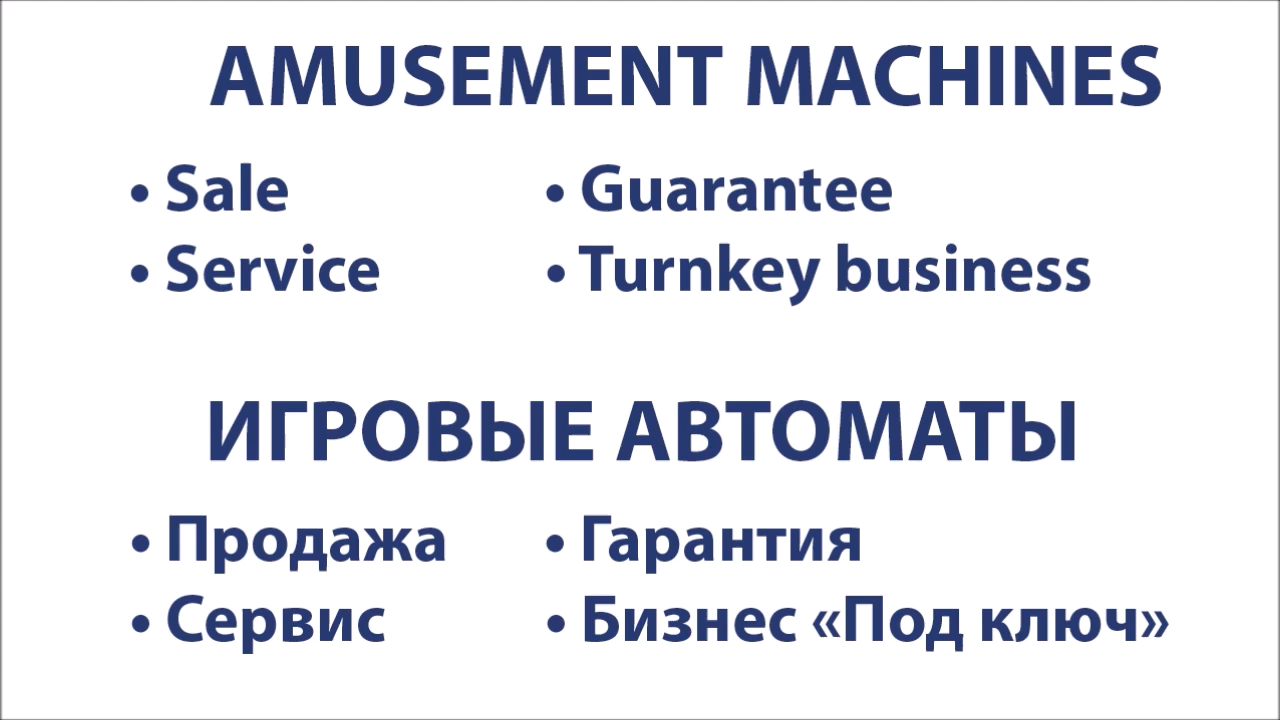 AMUSEMENT MACHINES
• Sale
• Service
• Guarantee
• Turnkey business
ИГРОВЫЕ АВТОМАТЫ
• Продажа
• Сервис
• Гарантия
• Бизнес «Под ключ»